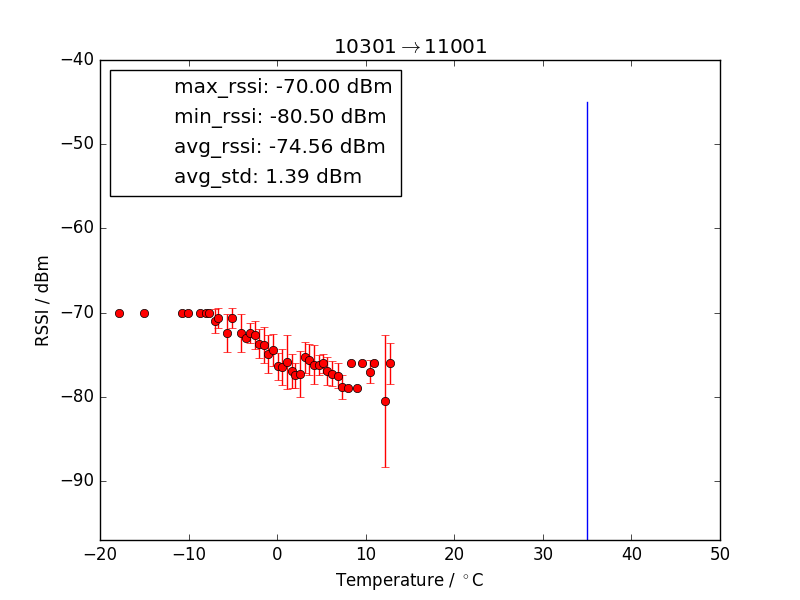 10301→11001
max_rssi: -70.00 dBm
min_rssi: -80.50 dBm
avg_rssi: -74.56 dBm
avg_std: 1.39 dBm
−40
−50
−60
−70
−80
−90
RSSI / dBm
−20 −10 0 10 20 30 40 50
Temperature / °C